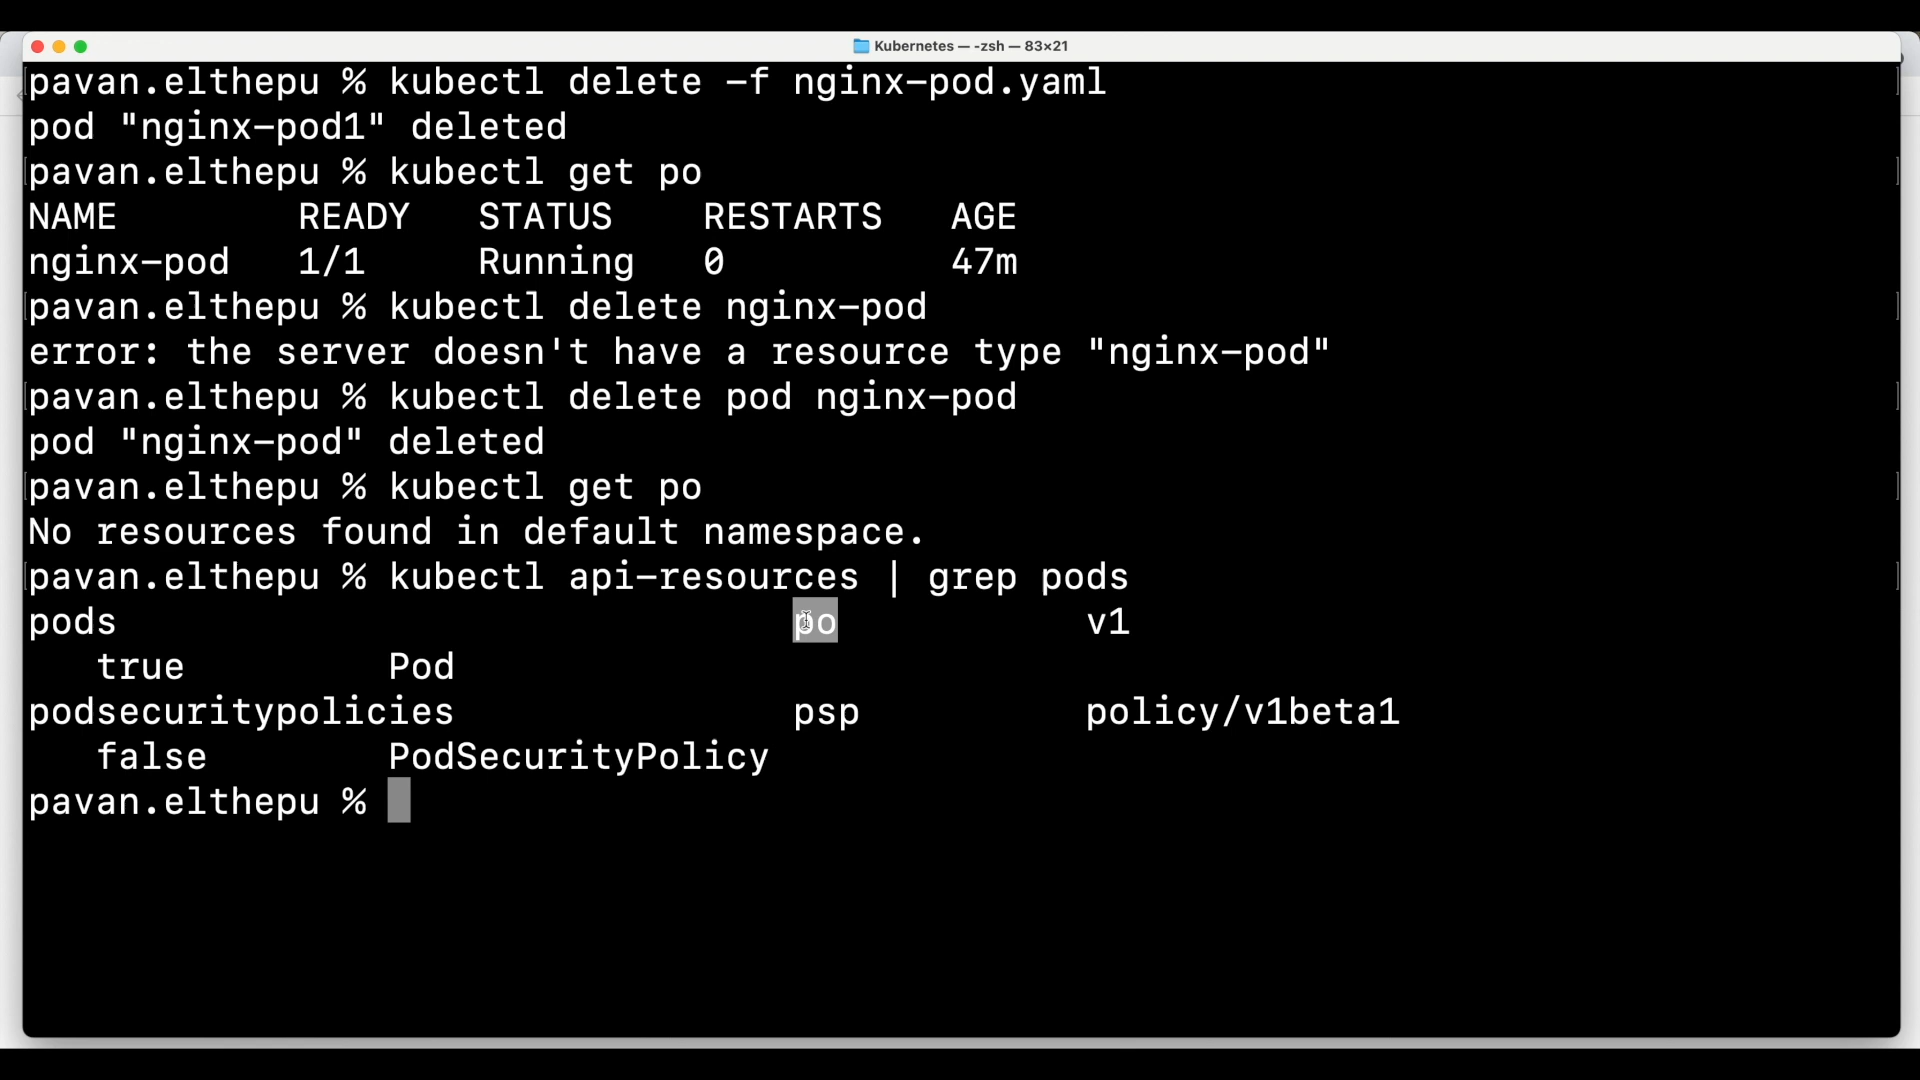 Kubernetes — -zsh — 83×21
pavan.elthepu % kubectl delete -f nginx-pod.yaml
pod "nginx-pod1" deleted
pavan.elthepu % kubectl get po
NAME READY STATUS RESTARTS AGE
nginx-pod 1/1 Running 0 47m
pavan.elthepu % kubectl delete nginx-pod
error: the server doesn't have a resource type "nginx-pod"
pavan.elthepu % kubectl delete pod nginx-pod
pod "nginx-pod" deleted
pavan.elthepu % kubectl get po
No resources found in default namespace.
pavan.elthepu % kubectl api-resources | grep pods
pods po v1
true Pod
podsecuritypolicies psp policy/v1beta1
false PodSecurityPolicy
pavan.elthepu %